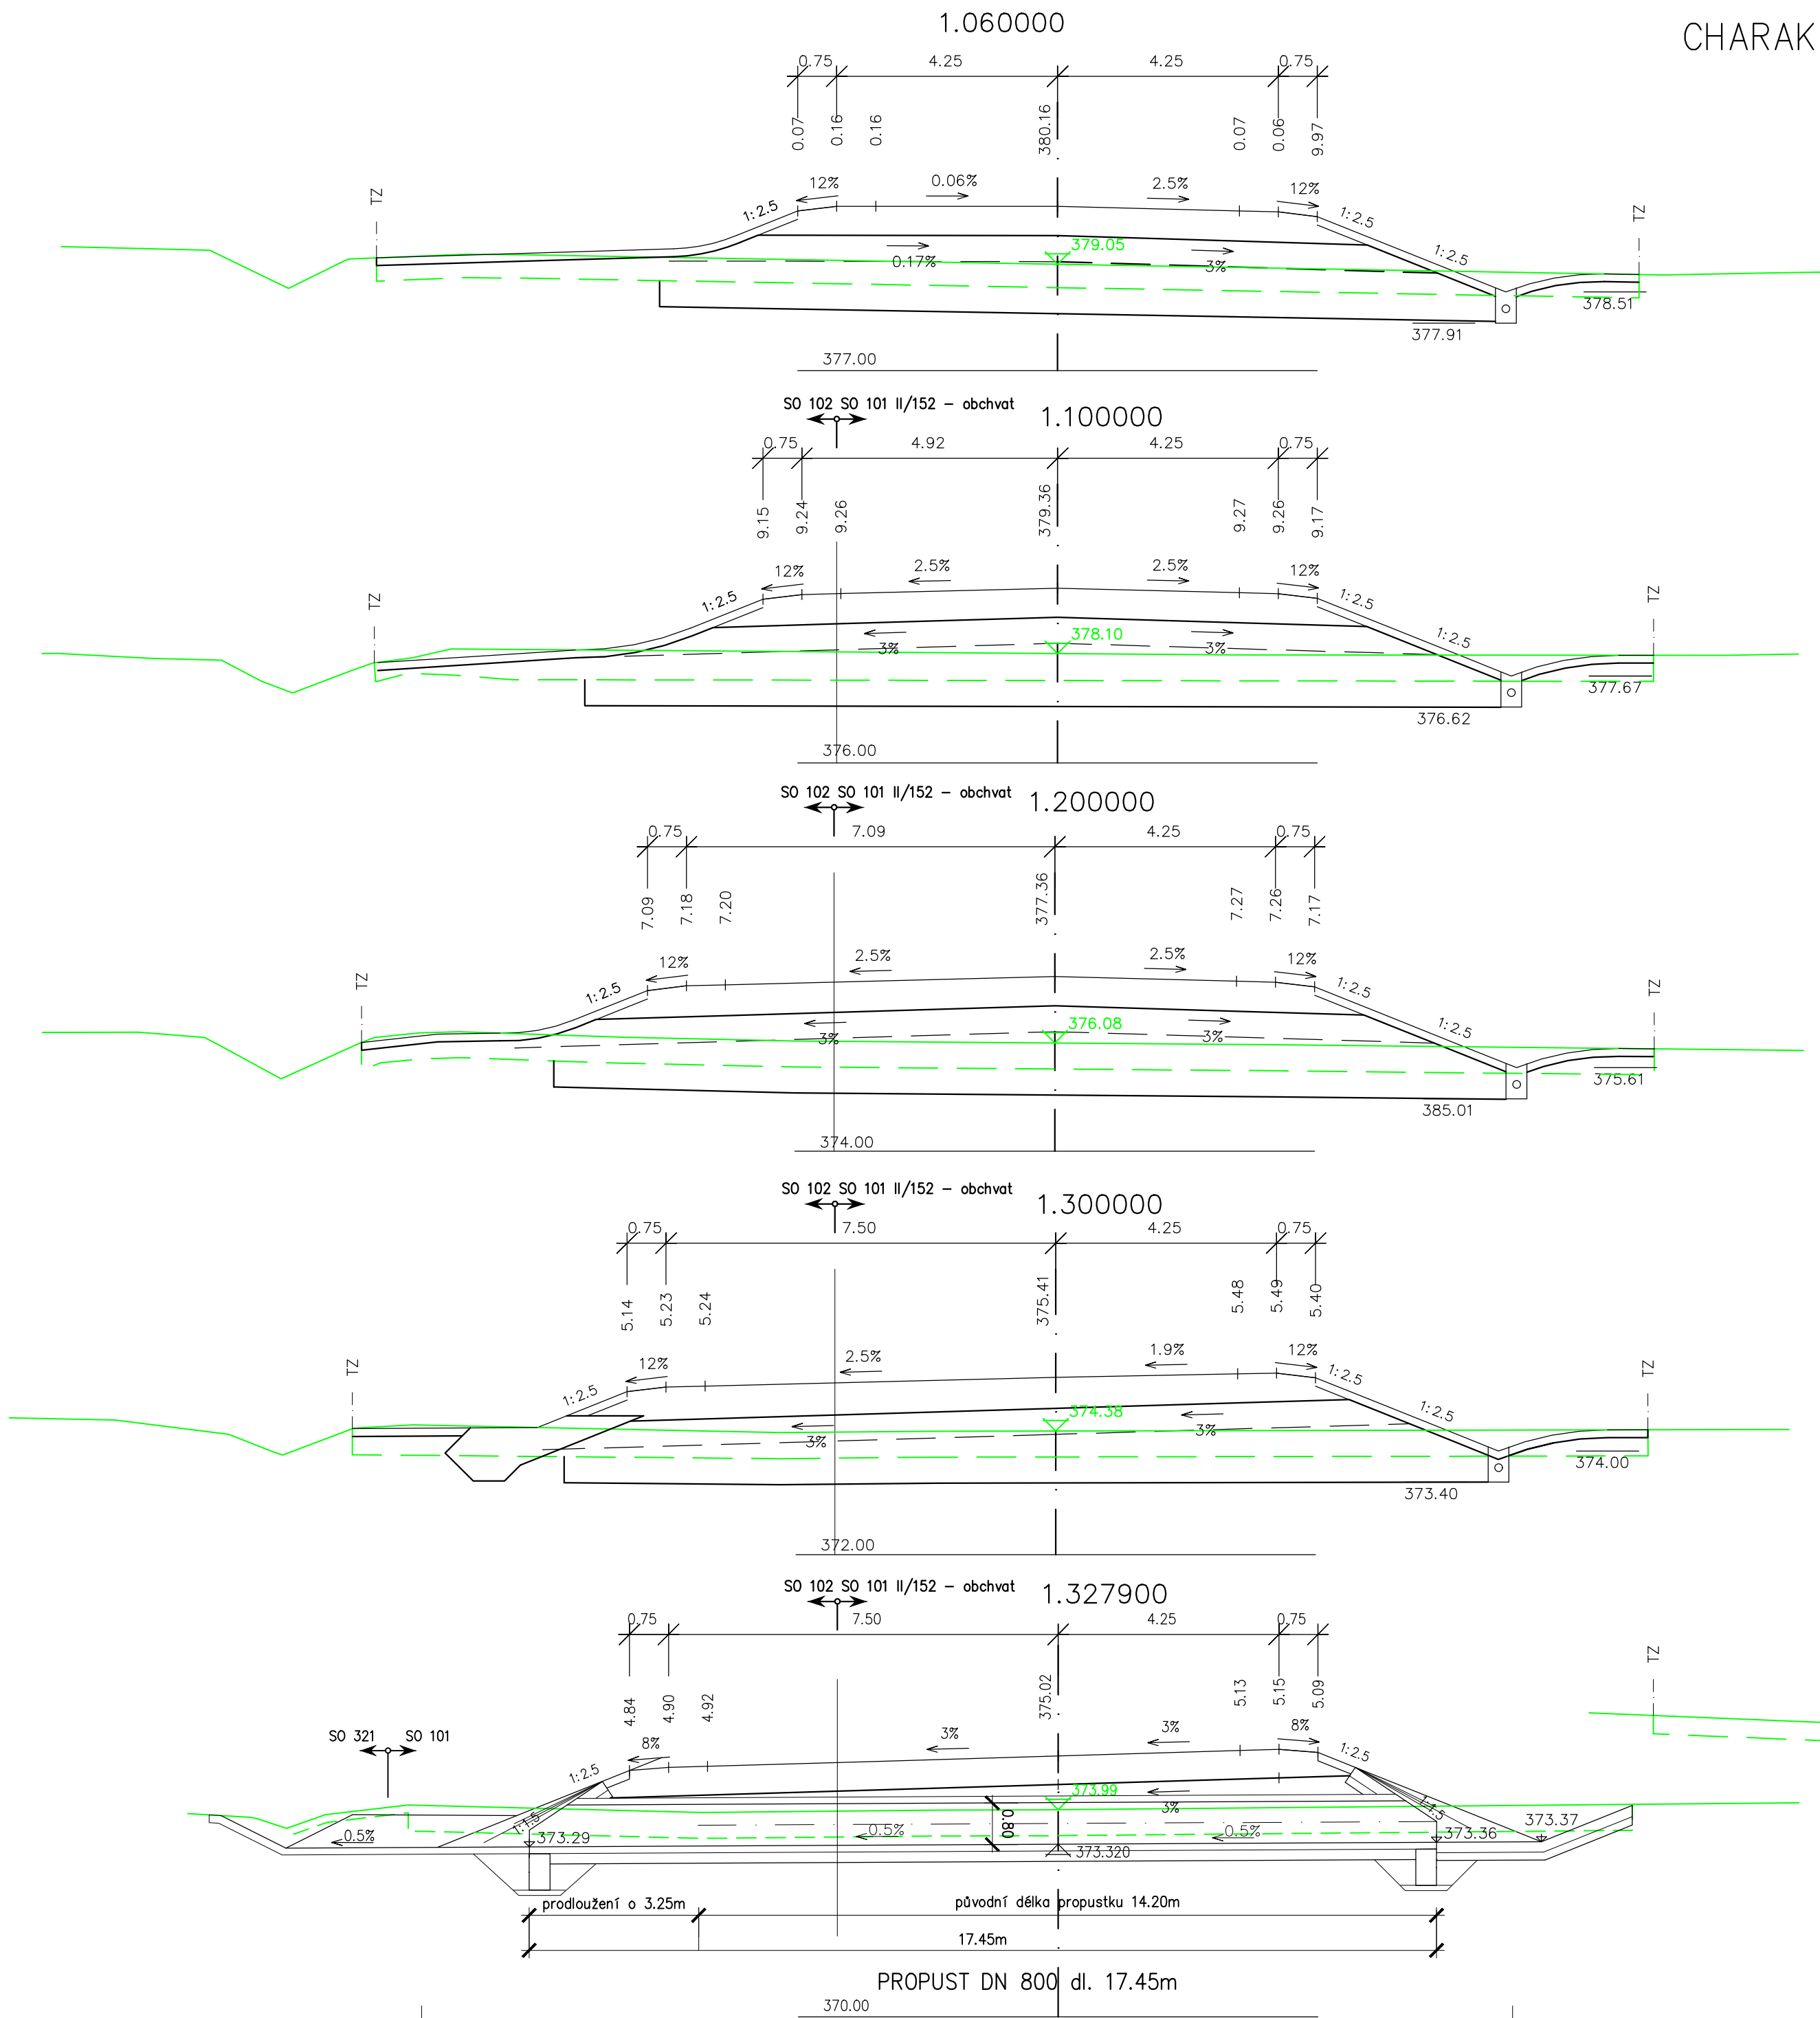 1.060000
CHARAK
0.75 4.25 4.25 0.75
0.07 0.16 0.16 380.16 0.07 0.06 9.97
TZ 1:2.5 12% 0.06% 2.5% 12% 1:2.5 1:2.5 TZ
379.05
0.17% 3%
378.51
377.91
377.00
SO 102 SO 101 II/152 – obchvat 1.100000
0.75 4.92 4.25 0.75
9.15 9.24 9.26 379.36 9.27 9.26 9.17
TZ 1:2.5 12% 2.5% 2.5% 12% 1:2.5 1:2.5 TZ
378.10
3% 3%
377.67
376.62
376.00
SO 102 SO 101 II/152 – obchvat 1.200000
0.75 7.09 4.25 0.75
7.09 7.18 7.20 377.36 7.27 7.26 7.17
TZ 1:2.5 12% 2.5% 2.5% 12% 1:2.5 1:2.5 TZ
376.08
3% 3%
375.61
385.01
374.00
SO 102 SO 101 II/152 – obchvat 1.300000
0.75 7.50 4.25 0.75
5.14 5.23 5.24 375.41 5.48 5.49 5.40
TZ 1:2.5 12% 2.5% 1.9% 12% 1:2.5 1:2.5 TZ
374.38
3% 3%
374.00
373.40
372.00
SO 102 SO 101 II/152 – obchvat 1.327900
0.75 7.50 4.25 0.75
4.84 4.90 4.92 375.02 5.13 5.15 5.09 TZ
SO 321 SO 101
1:2.5 8% 3% 3% 8% 1:2.5
373.99
3%
1:1.5 0.80 1:1.5
0.5% 373.29 0.5% 0.5% 373.36 373.37
373.320
prodloužení o 3.25m původní délka propustku 14.20m
17.45m
PROPUST DN 800 dl. 17.45m
370.00